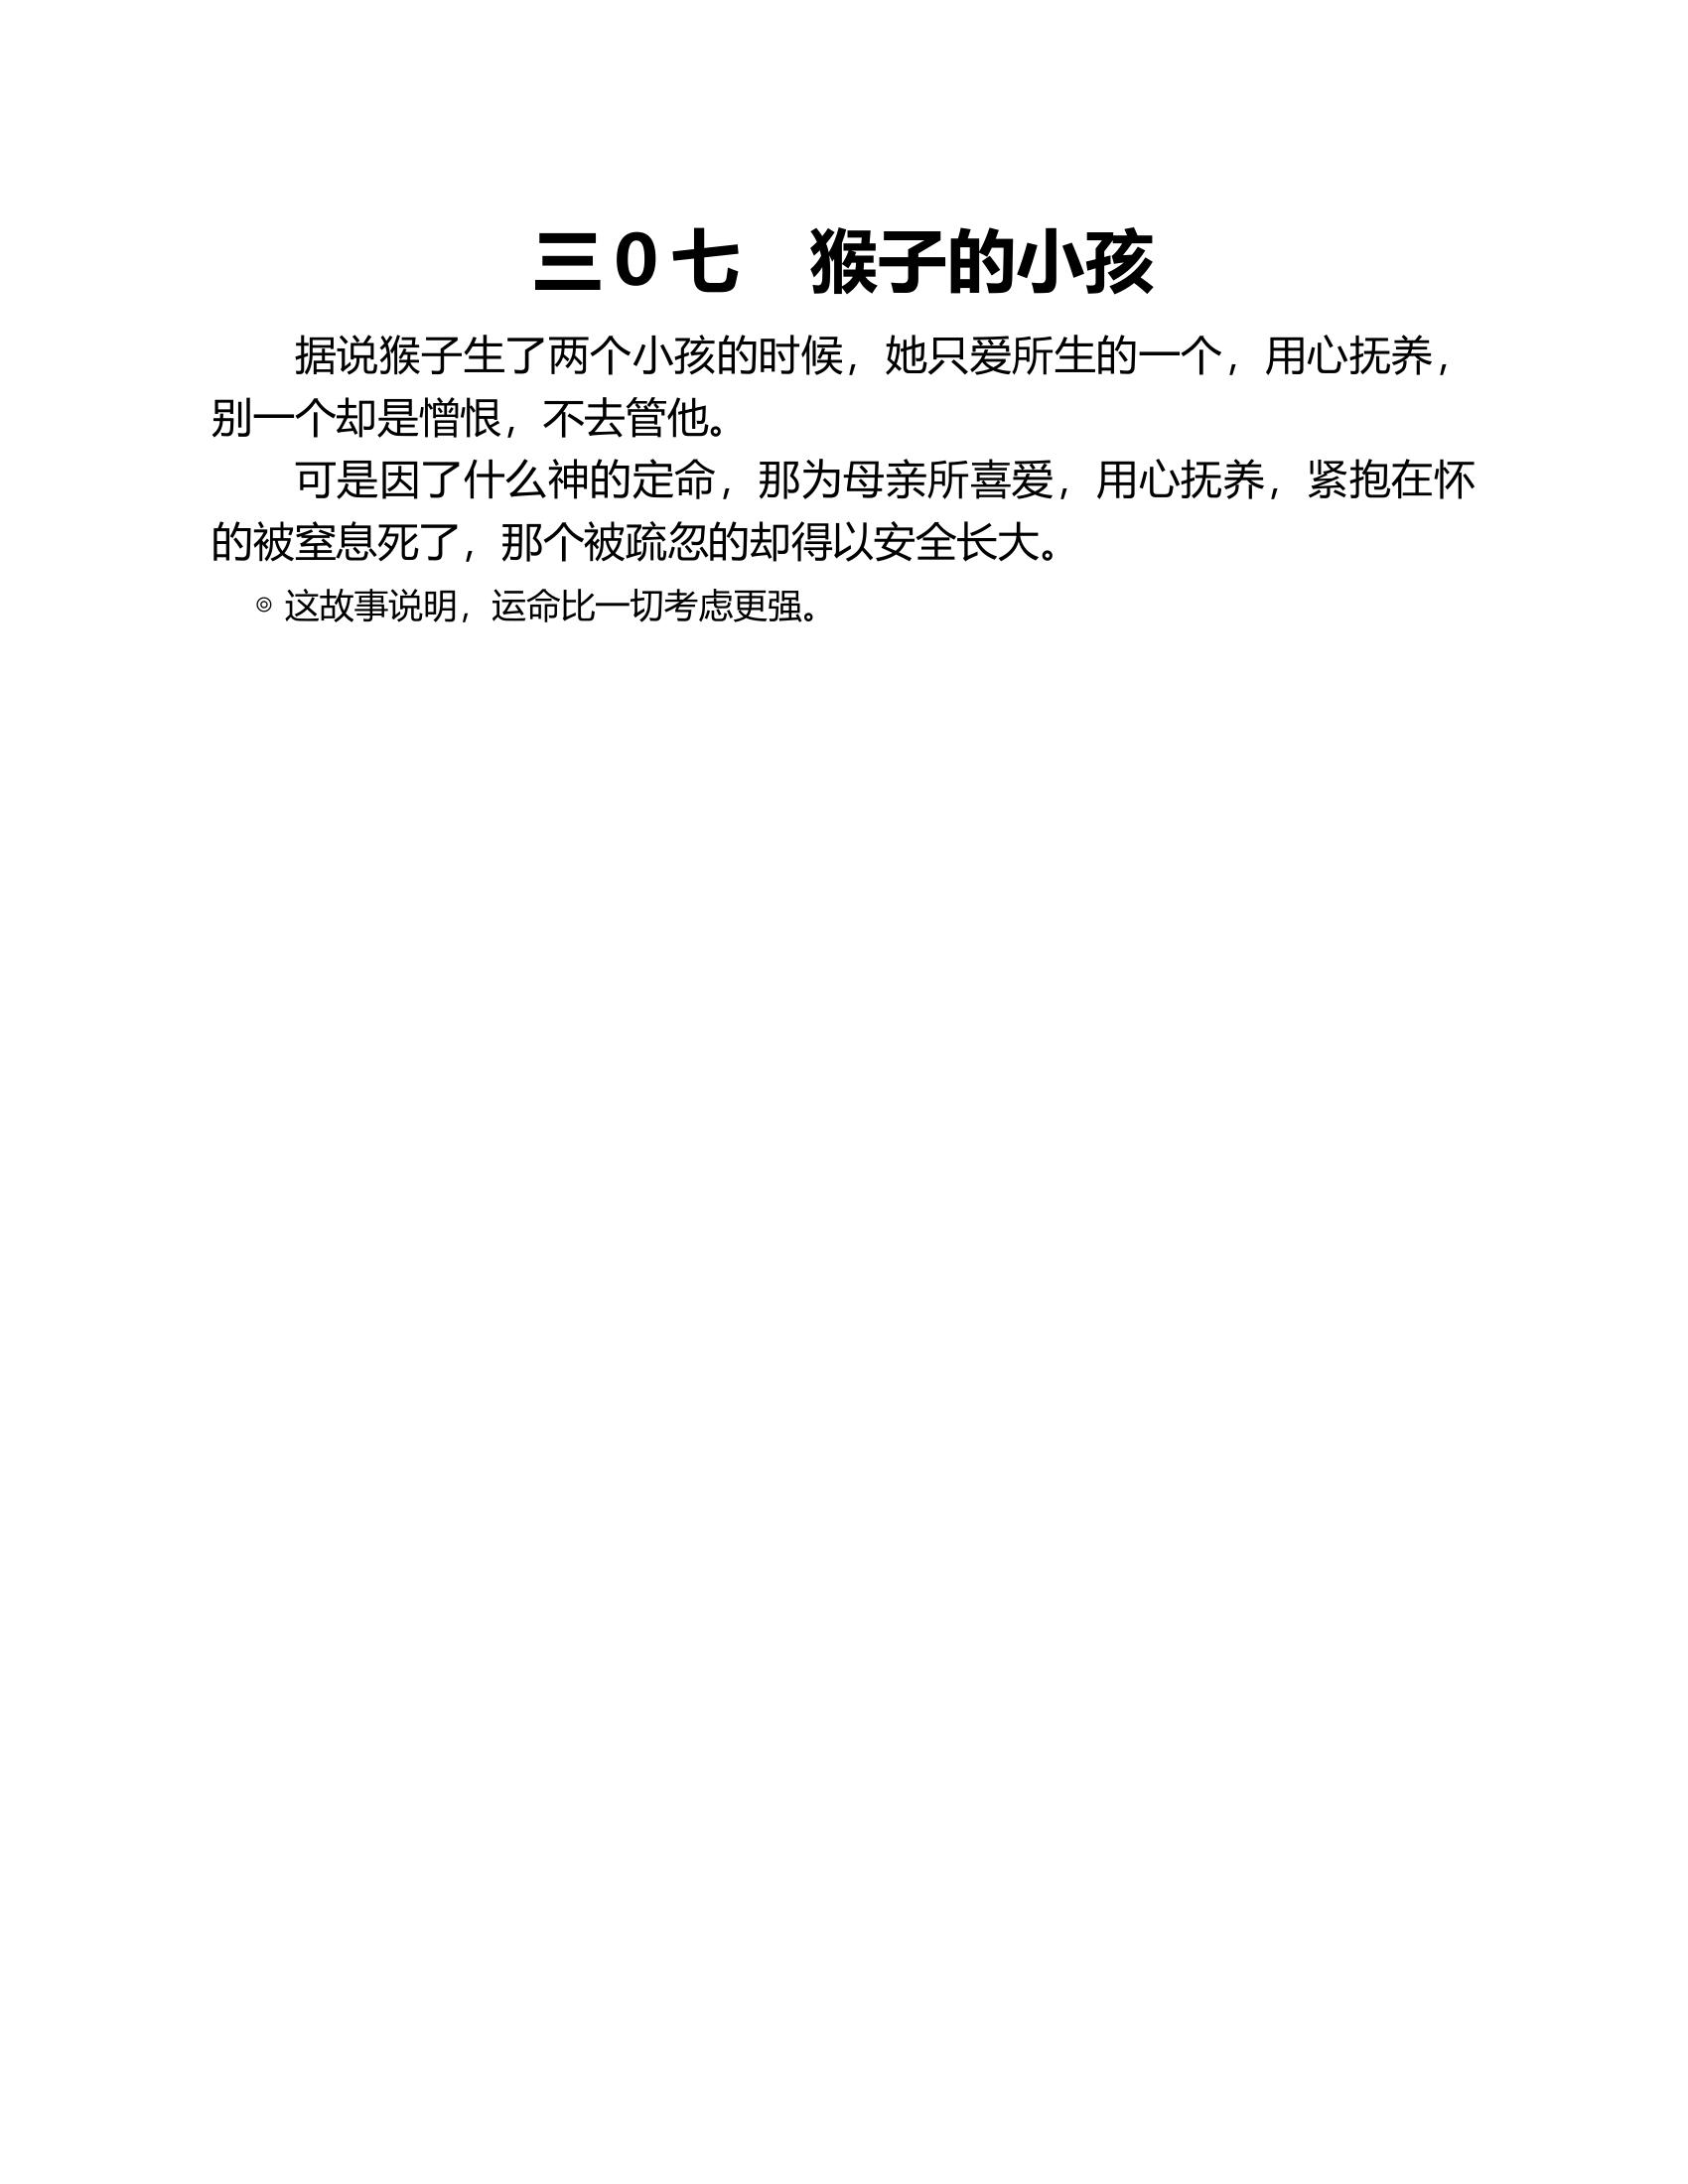 三０七　猴子的小孩
据说猴子生了两个小孩的时候，她只爱所生的一个，用心抚养，
别一个却是憎恨，不去管他。
可是因了什么神的定命，那为母亲所喜爱，用心抚养，紧抱在怀
的被窒息死了，那个被疏忽的却得以安全长大。
◎ 这故事说明，运命比一切考虑更强。